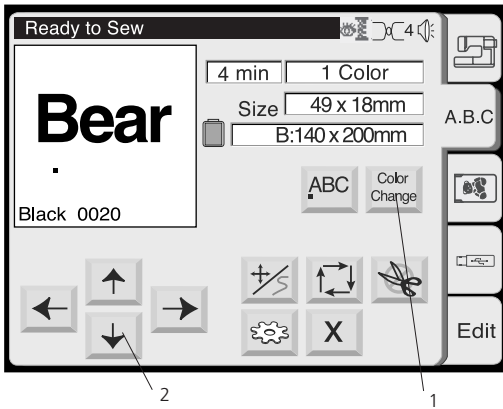 Ready to Sew
4
4 min
1 Color
Size
49 x 18mm
B:140 x 200mm
Bear
Black 0020
ABC
Color
Change
X
A.B.C
Edit
2
1